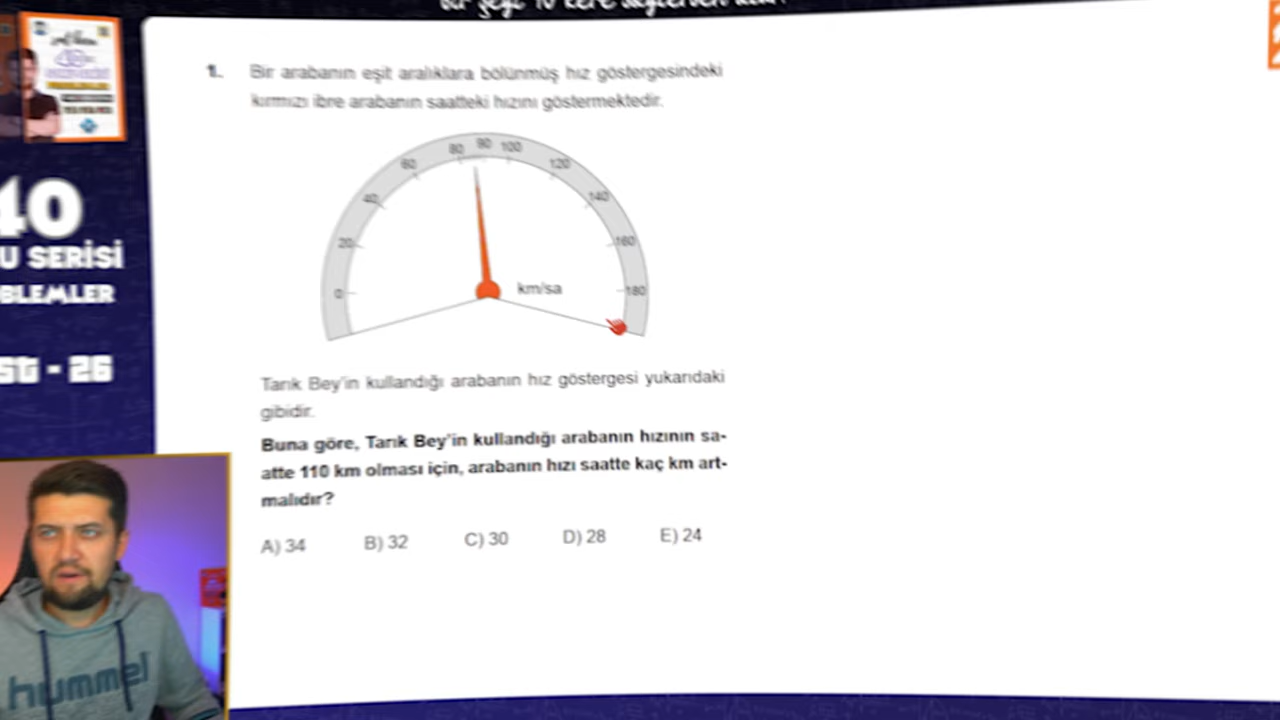 40
U SERİSİ
BLEMLER
st - 26
1. Bir arabanın eşit aralıklara bölünmüş hız göstergesindeki
kırmızı ibre arabanın saatteki hızını göstermektedir.
0 20 40 60 80 90 100 120 140 160 180
km/sa
Tarık Bey'in kullandığı arabanın hız göstergesi yukarıdaki
gibidir.
Buna göre, Tarık Bey'in kullandığı arabanın hızının sa-
atte 110 km olması için, arabanın hızı saatte kaç km art-
malıdır?
A) 34 B) 32 C) 30 D) 28 E) 24
hummel